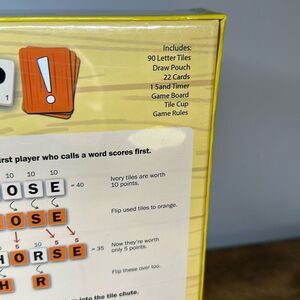 Includes:
90 Letter Tiles
Draw Pouch
22 Cards
1 Sand Timer
Game Board
Tile Cup
Game Rules
!
1
irst player who calls a word scores first.
10 10 10
OSE = 40
Ivory tiles are worth
10 points.
OSE
Flip used tiles to orange.
5 10 5 5
HORSE = 35
Now they're worth
only 5 points.
H R
Flip these over too.
into the tile chute.